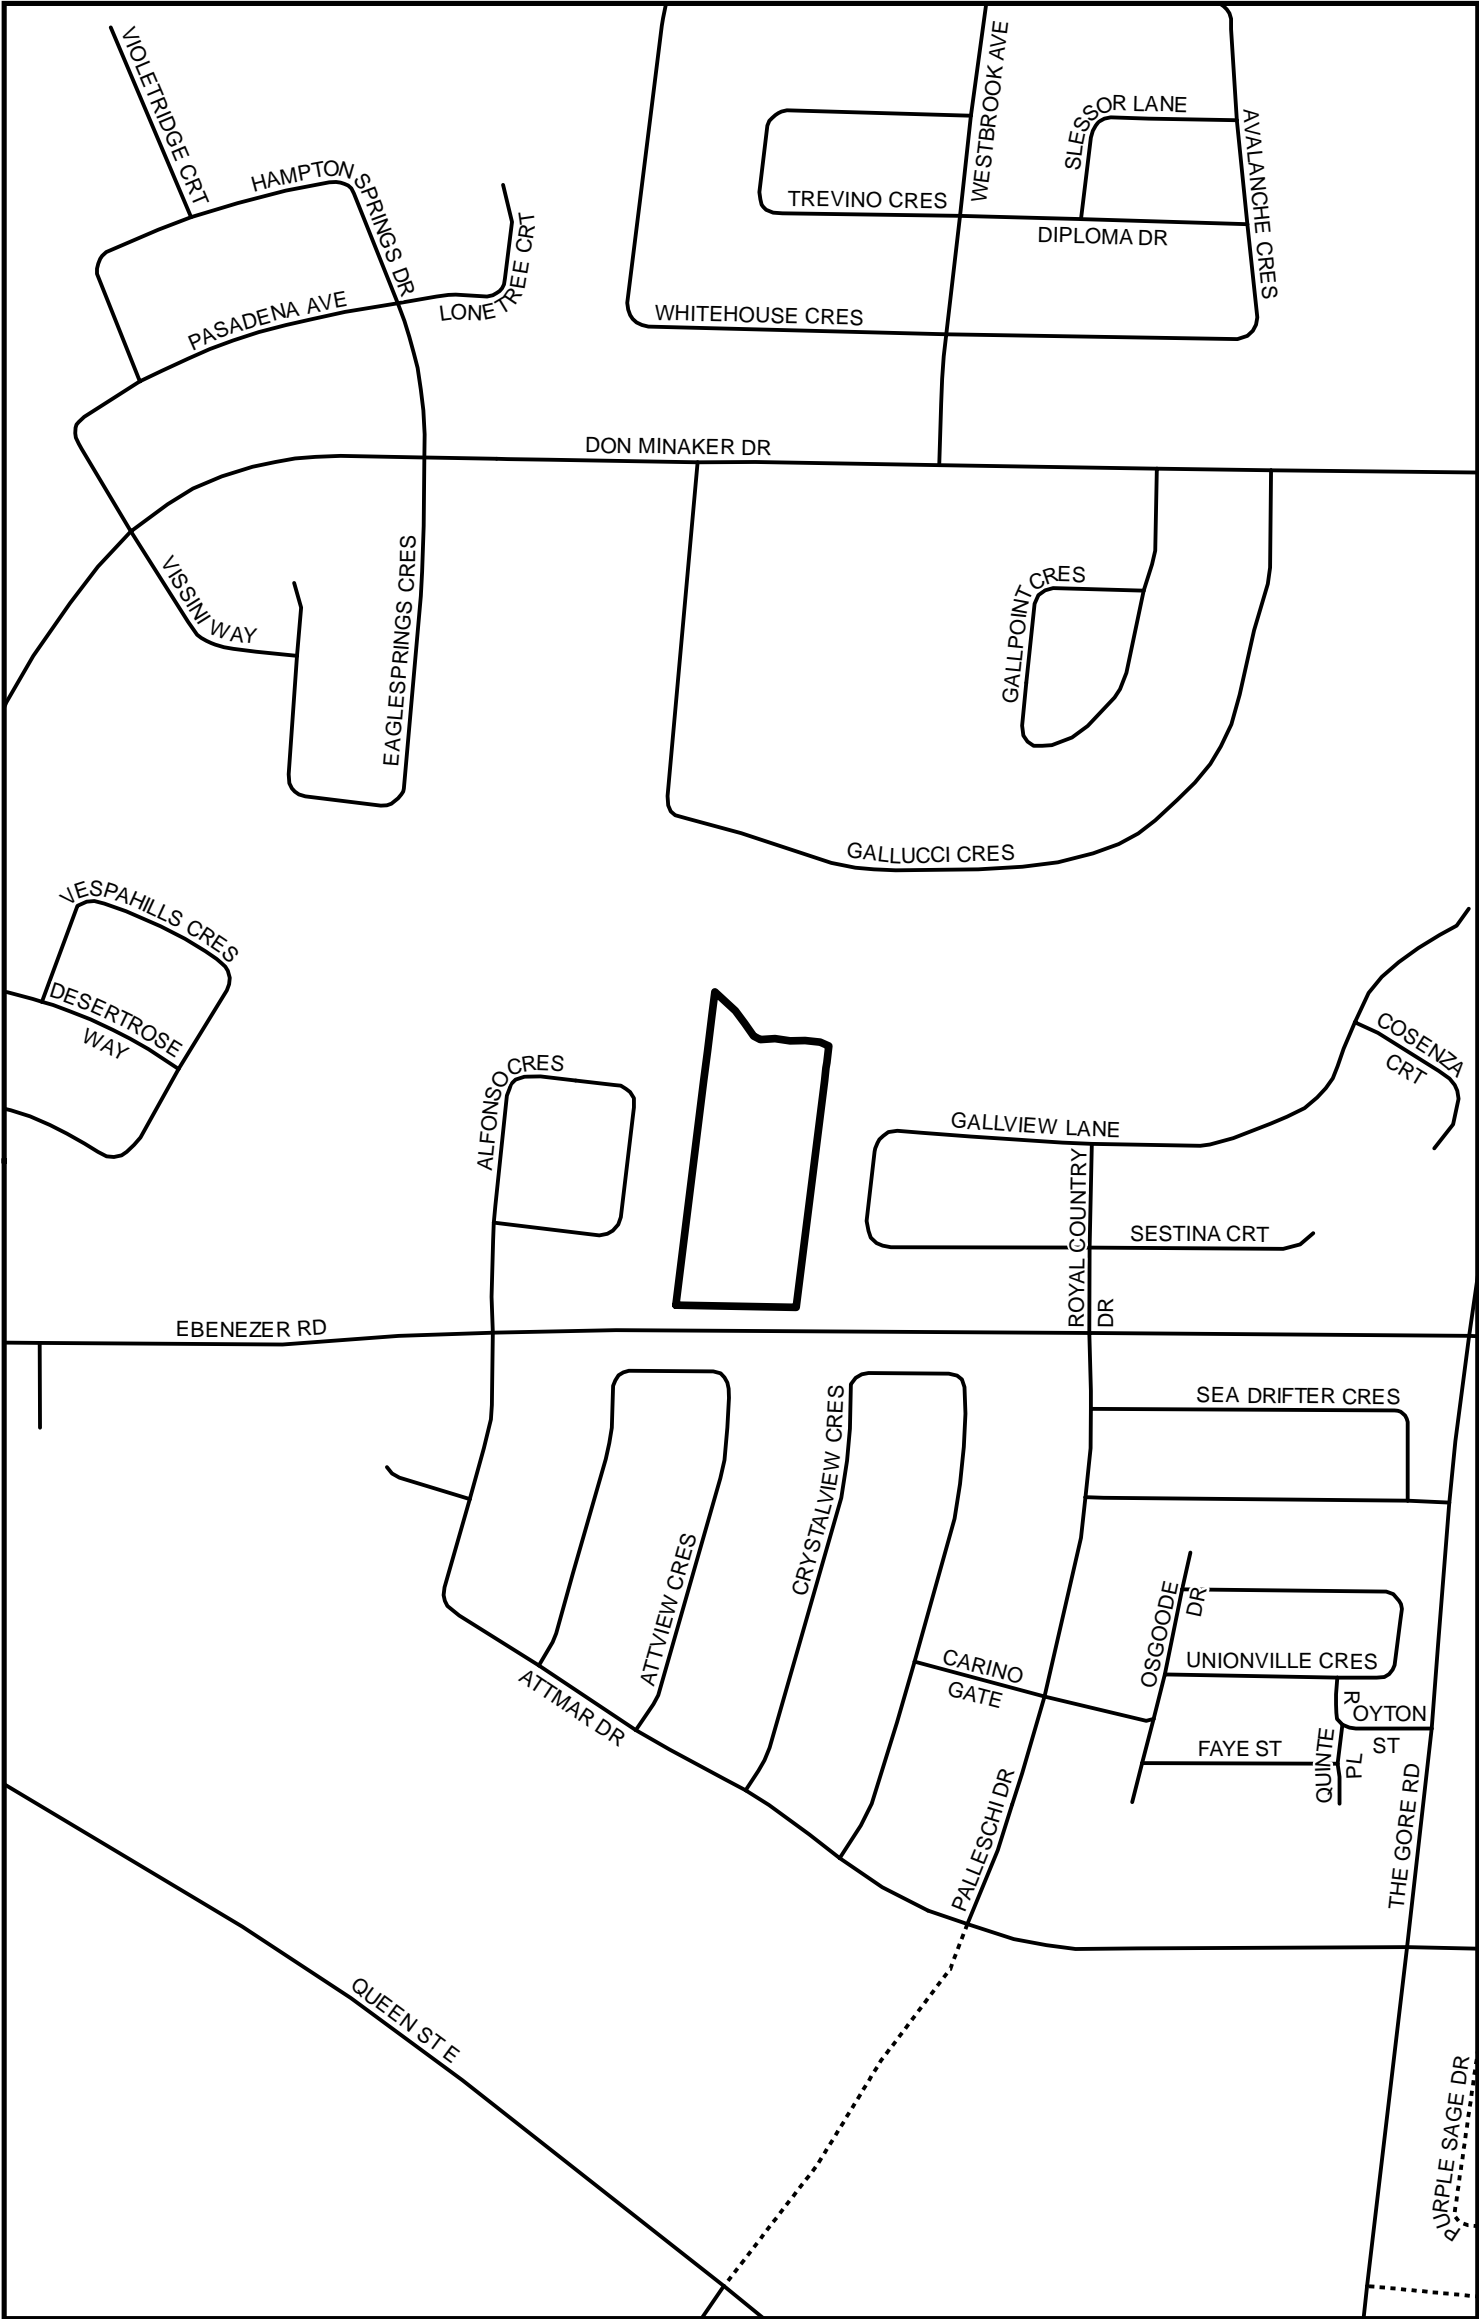 VIOLETRIDGE CRT
WESTBROOK AVE
SLESSOR LANE
AVALANCHE CRES
HAMPTON SPRINGS DR
TREVINO CRES
DIPLOMA DR
LONETREE CRT
PASADENA AVE
WHITEHOUSE CRES
DON MINAKER DR
VISSINI WAY
EAGLESPRINGS CRES
GALLPOINT CRES
GALLUCCI CRES
VESPAHILLS CRES
DESERTROSE
WAY
COSENZA
CRT
ALFONSO CRES
GALLVIEW LANE
ROYAL COUNTRY
DR
SESTINA CRT
EBENEZER RD
SEA DRIFTER CRES
CRYSTALVIEW CRES
ATTVIEW CRES
OSGOODE
DR
UNIONVILLE CRES
CARINO
GATE
ATTMAR DR
ROYTON
ST
FAYE ST
QUINTE
PL
PALLESCHI DR
THE GORE RD
QUEEN ST E
PURPLE SAGE DR